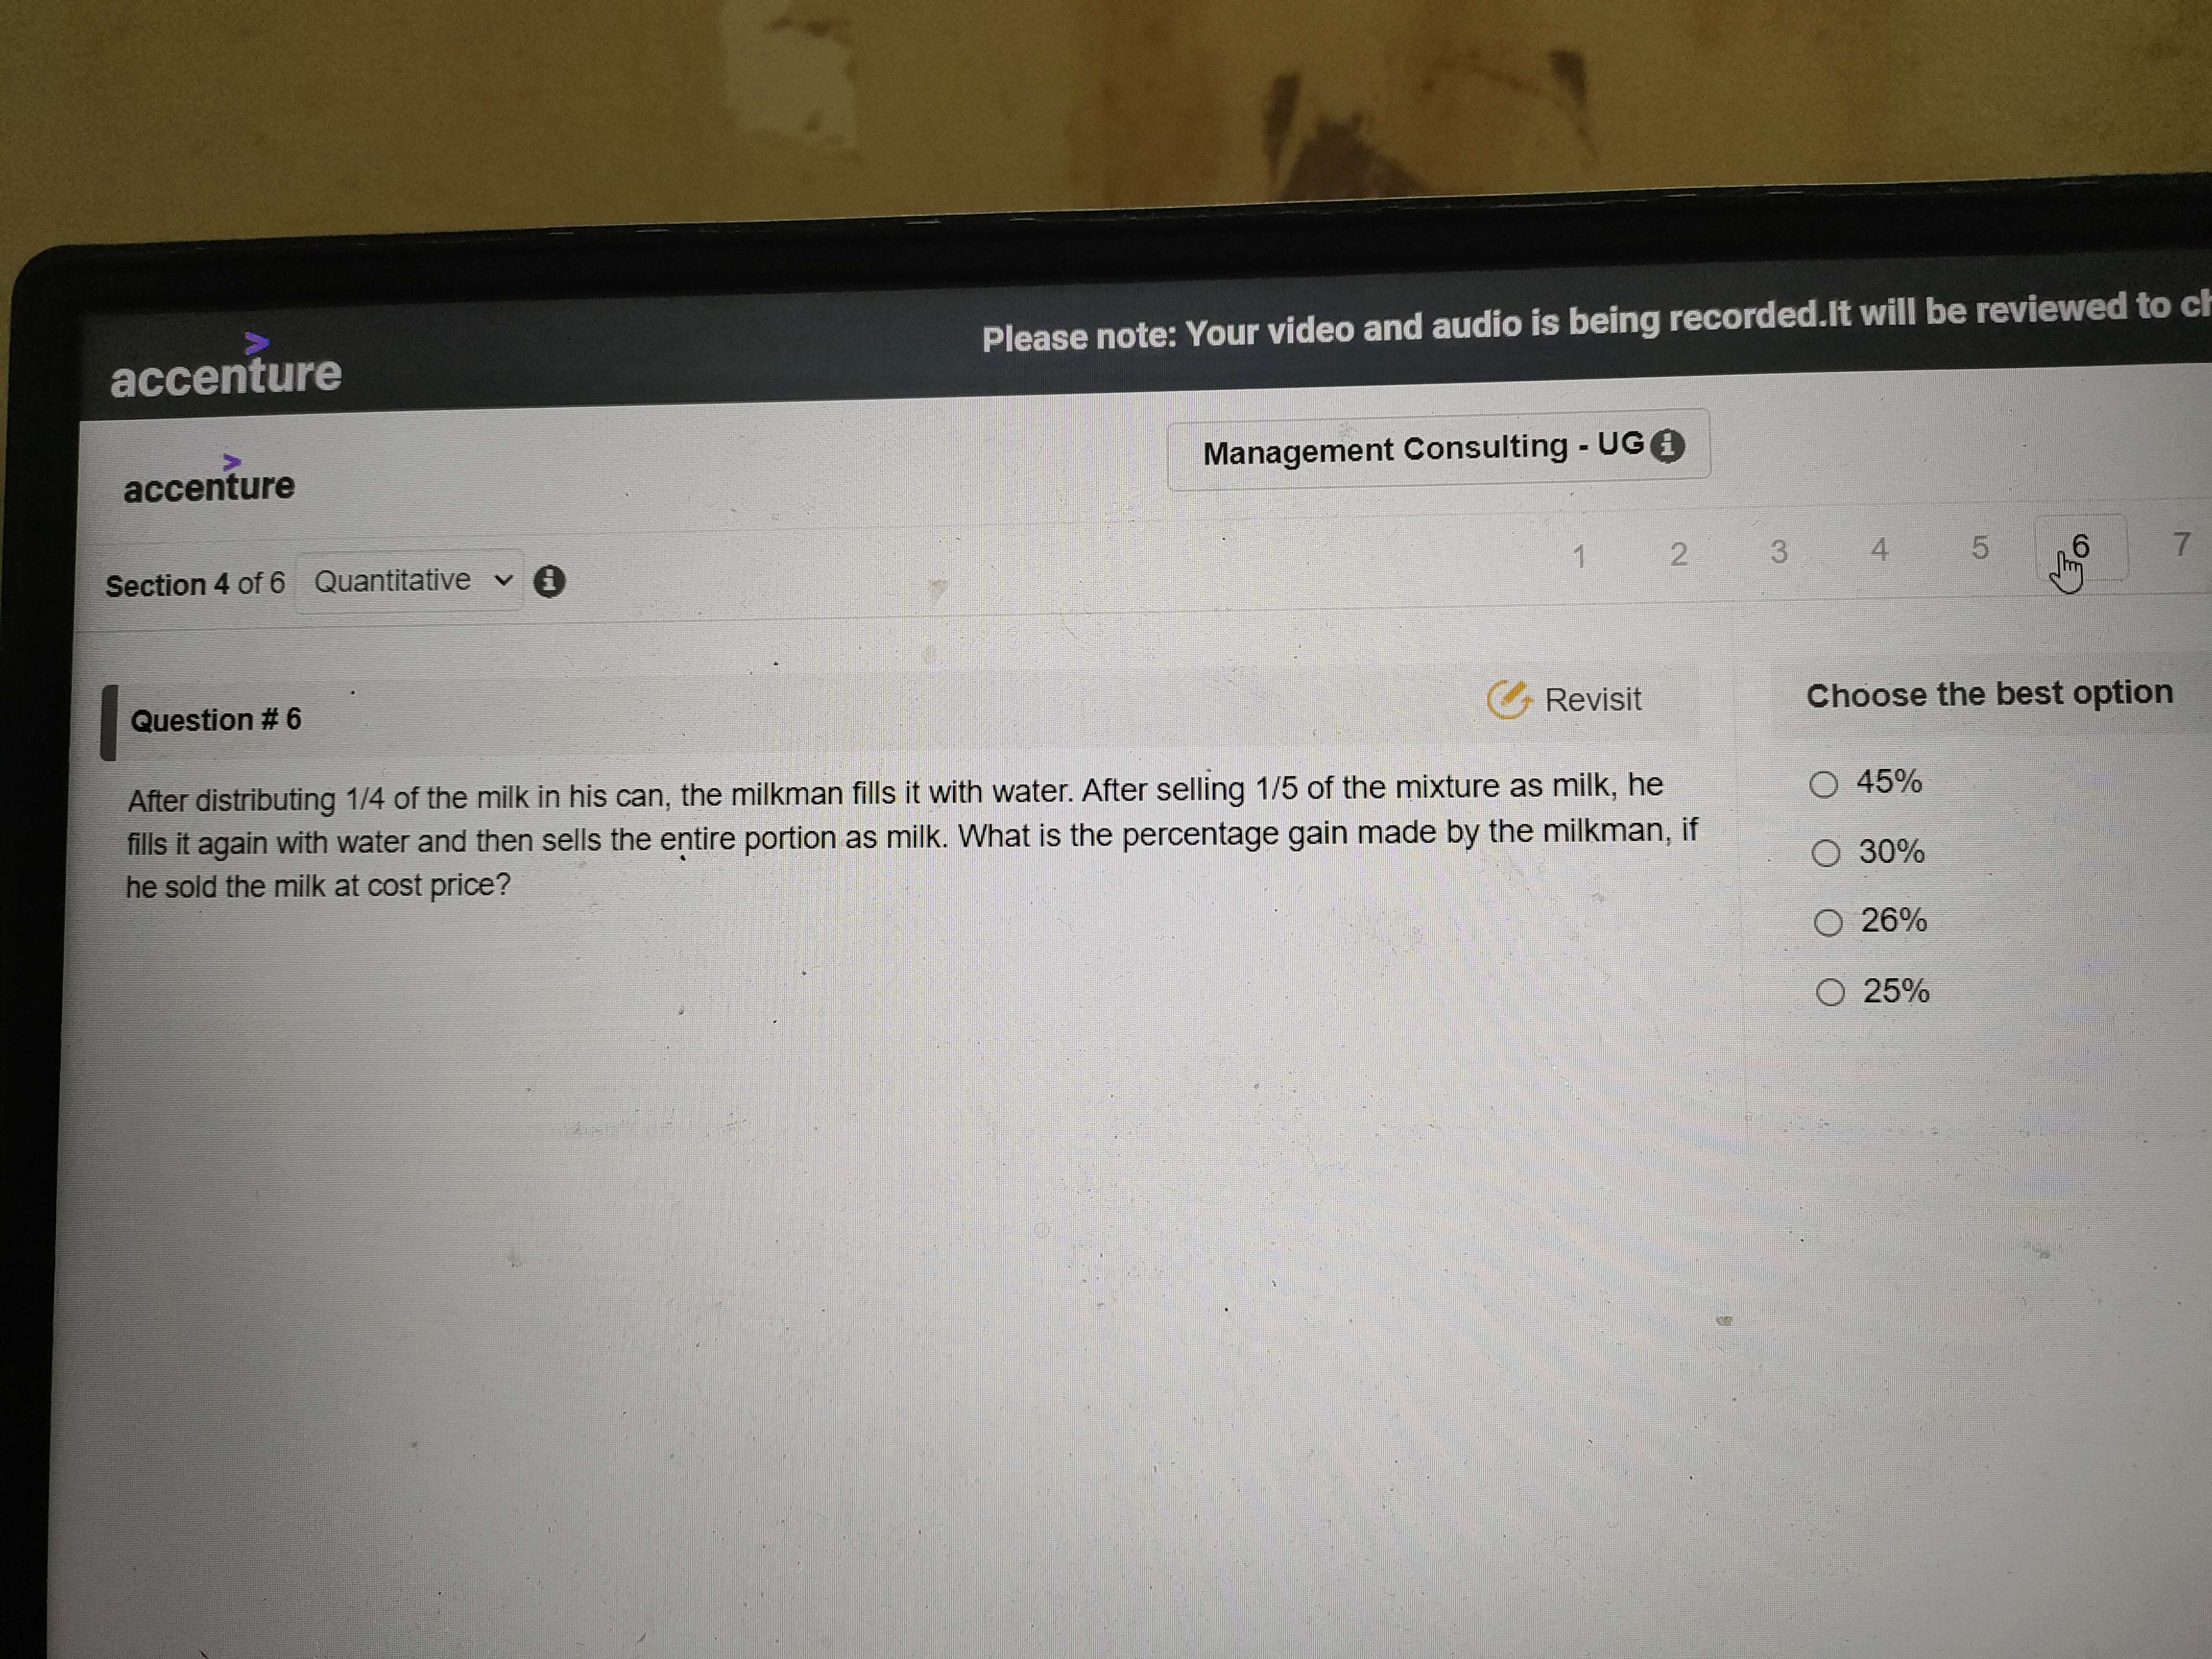 accenture
Please note: Your video and audio is being recorded.It will be reviewed to
accenture
Management Consulting - UG
Section 4 of 6 Quantitative
1 2 3 4 5 6 7
Question # 6
Revisit
After distributing 1/4 of the milk in his can, the milkman fills it with water. After selling 1/5 of the mixture as milk, he
fills it again with water and then sells the entire portion as milk. What is the percentage gain made by the milkman, if
he sold the milk at cost price?
Choose the best option
45%
30%
26%
25%